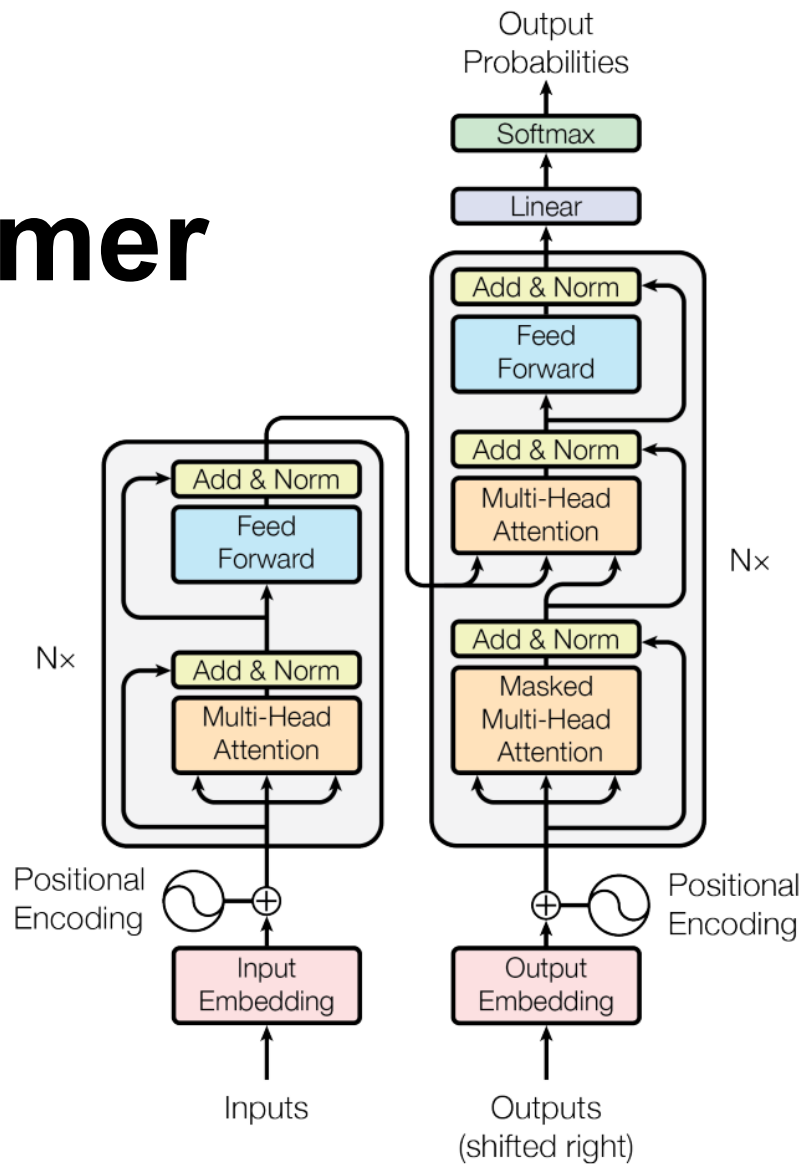 mer
Output
Probabilities
Softmax
Linear
Add & Norm
Feed
Forward
Add & Norm
Multi-Head
Attention
N×
Add & Norm
Masked
Multi-Head
Attention
Add & Norm
Feed
Forward
N×
Add & Norm
Multi-Head
Attention
Positional
Encoding
Positional
Encoding
Input
Embedding
Output
Embedding
Inputs
Outputs
(shifted right)